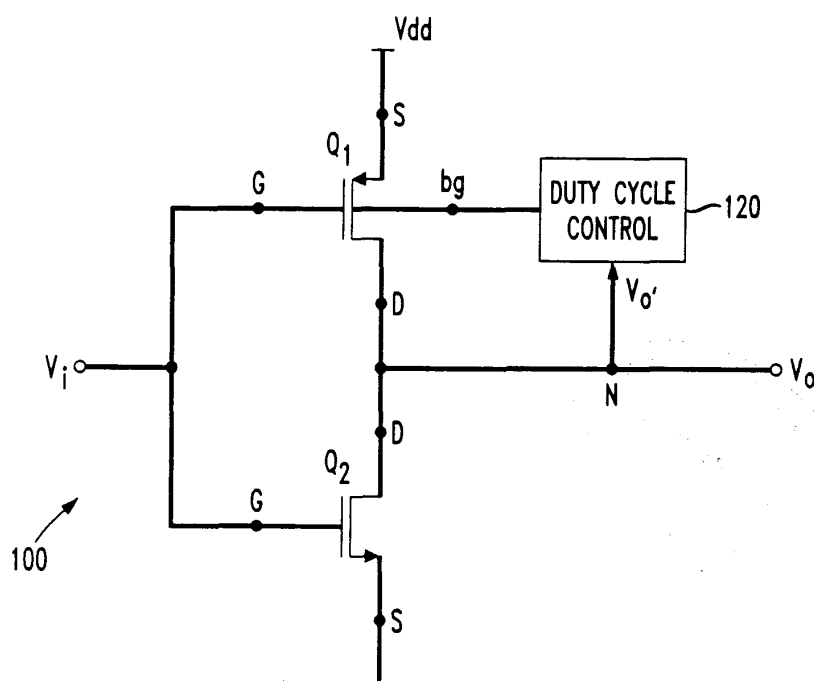 Vdd
S
Q1
G
bg
DUTY CYCLE
CONTROL
120
Vo'
D
Vi
Vo
N
D
Q2
G
100
S